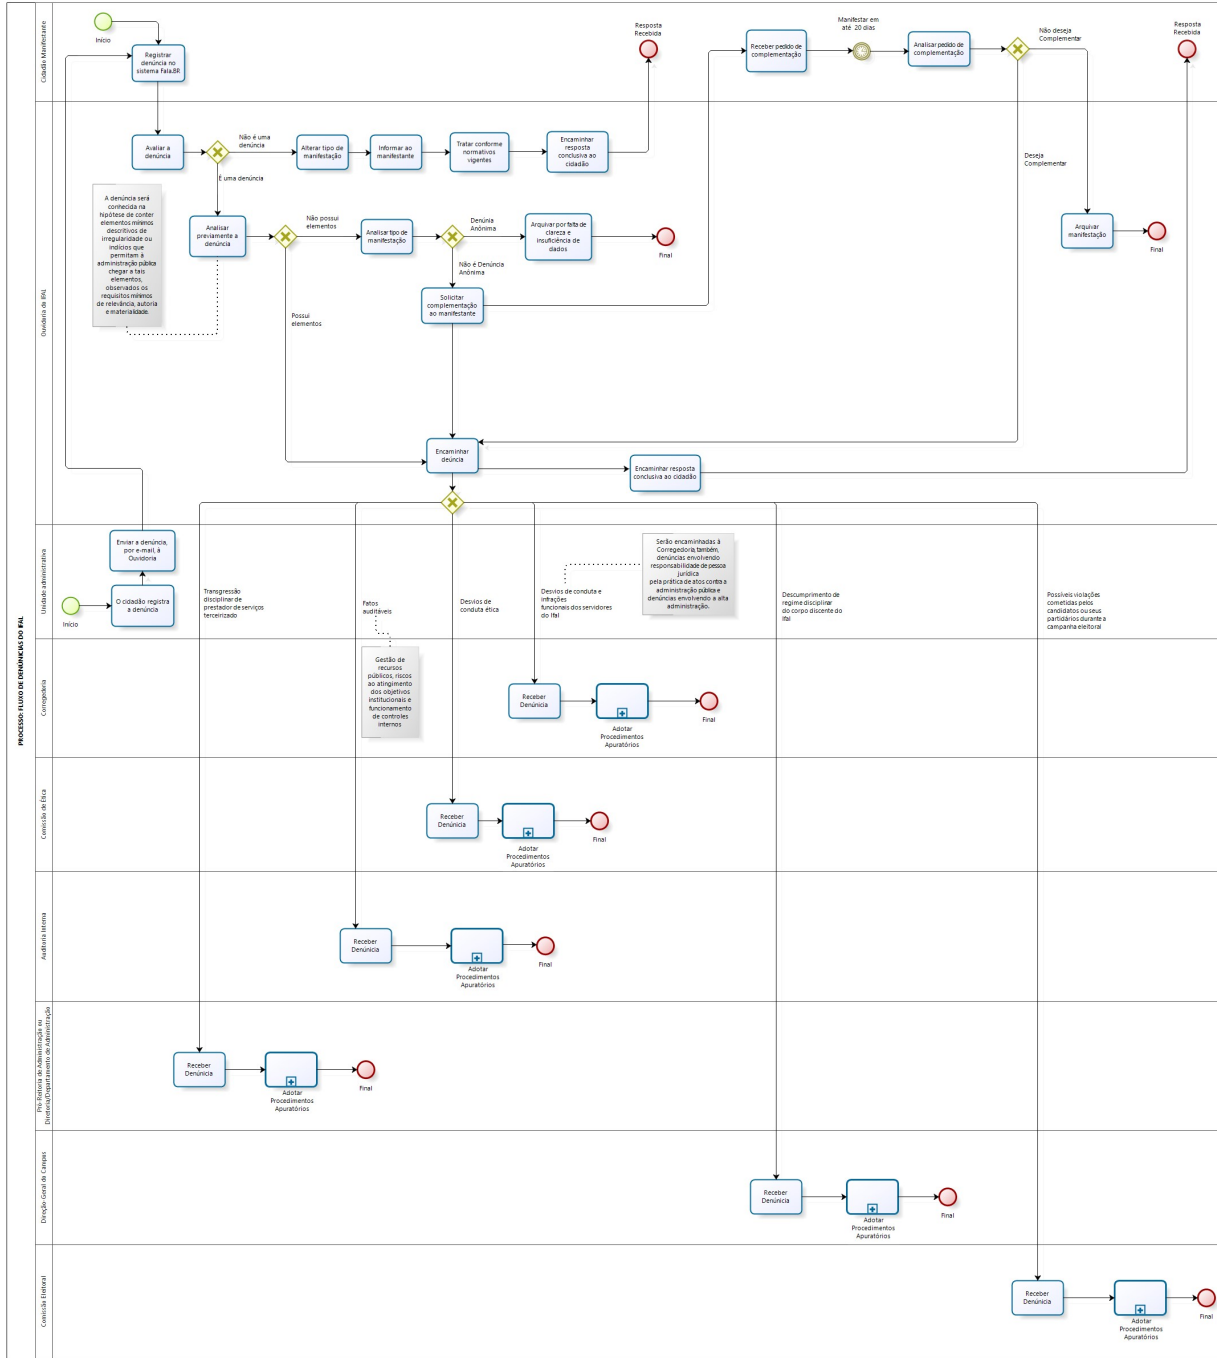 PROCESSO: FLUXO DE DENÚNICIAS DO IFAL
Cidadão Manifestante
Início
Registrar
denúncia no
sistema Fala.BR
Resposta
Recebida
Receber pedido de
complementação
Manifestar em
até 20 dias
Analisar pedido de
complementação
Não deseja
Complementar
Resposta
Recebida
Ouvidoria do IFAL
Avaliar a
denúncia
Não é uma
denúncia
Alterar tipo de
manifestação
Informar ao
manifestante
Tratar conforme
normativos
vigentes
Encaminhar
resposta
conclusiva ao
cidadão
Deseja
Complementar
É uma denúncia
A denúncia será
conhecida na
hipótese de conter
elementos mínimos
descritivos de
irregularidade ou
indícios que
permitam à
administração pública
chegar a tais
elementos,
observados os
requisitos mínimos
de relevância, autoria
e materialidade.
Analisar
previamente a
denúncia
Não possui
elementos
Analisar tipo de
manifestação
Denúnia
Anônima
Arquivar por falta de
clareza e
insuficiência de
dados
Final
Arquivar
manifestação
Final
Não é Denúncia
Anônima
Solicitar
complementação
ao manifestante
Possui
elementos
Encaminhar
deúncia
Encaminhar resposta
conclusiva ao cidadão
Unidade administrativa
Enviar a denúncia,
por e-mail, à
Ouvidoria
Início
O cidadão registra
a denúncia
Transgressão
disciplinar de
prestador de serviços
terceirizado
Fatos
auditáveis
Desvios de
conduta ética
Desvios de conduta e
infrações
funcionais dos servidores
do Ifal
Serão encaminhadas à
Corregedoria, também,
denúncias envolvendo
responsabilidade de pessoa
jurídica
pela prática de atos contra a
administração pública e
denúncias envolvendo a alta
administração.
Descumprimento de
regime disciplinar
do corpo discente do
Ifal
Possíveis violações
cometidas pelos
candidatos ou seus
partidários durante a
campanha eleitoral
Corregedoria
Gestão de
recursos
públicos, riscos
ao atingimento
dos objetivos
institucionais e
funcionamento
de controles
internos
Receber
Denúnicia
Adotar
Procedimentos
Apuratórios
Final
Comissão de Ética
Receber
Denúnicia
Adotar
Procedimentos
Apuratórios
Final
Auditoria Interna
Receber
Denúnicia
Adotar
Procedimentos
Apuratórios
Final
Pró-Reitoria de Administração ou
Diretoria/Departamento de Administração
Receber
Denúnicia
Adotar
Procedimentos
Apuratórios
Final
Direção Geral do Campus
Receber
Denúnicia
Adotar
Procedimentos
Apuratórios
Final
Comissão Eleitoral
Receber
Denúnicia
Adotar
Procedimentos
Apuratórios
Final